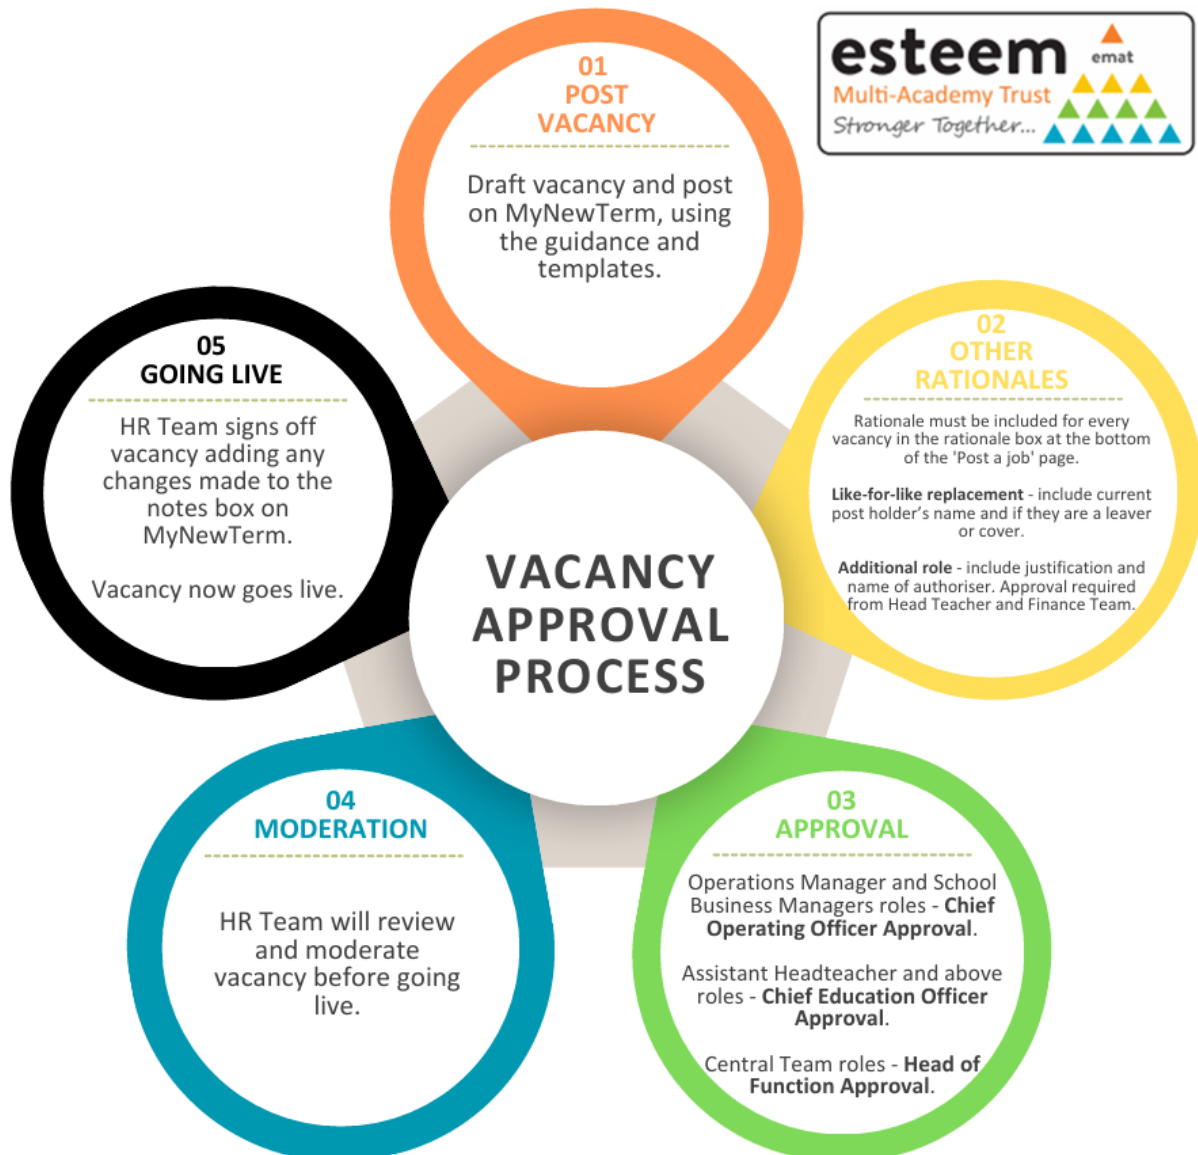 esteem
emat
Multi-Academy Trust
Stronger Together...
01
POST
VACANCY
Draft vacancy and post
on MyNewTerm, using
the guidance and
templates.
02
OTHER
RATIONALES
Rationale must be included for every
vacancy in the rationale box at the bottom
of the 'Post a job' page.
Like-for-like replacement - include current
post holder’s name and if they are a leaver
or cover.
Additional role - include justification and
name of authoriser. Approval required
from Head Teacher and Finance Team.
03
APPROVAL
Operations Manager and School
Business Managers roles - Chief
Operating Officer Approval.
Assistant Headteacher and above
roles - Chief Education Officer
Approval.
Central Team roles - Head of
Function Approval.
04
MODERATION
HR Team will review
and moderate
vacancy before going
live.
05
GOING LIVE
HR Team signs off
vacancy adding any
changes made to the
notes box on
MyNewTerm.
Vacancy now goes live.
VACANCY
APPROVAL
PROCESS